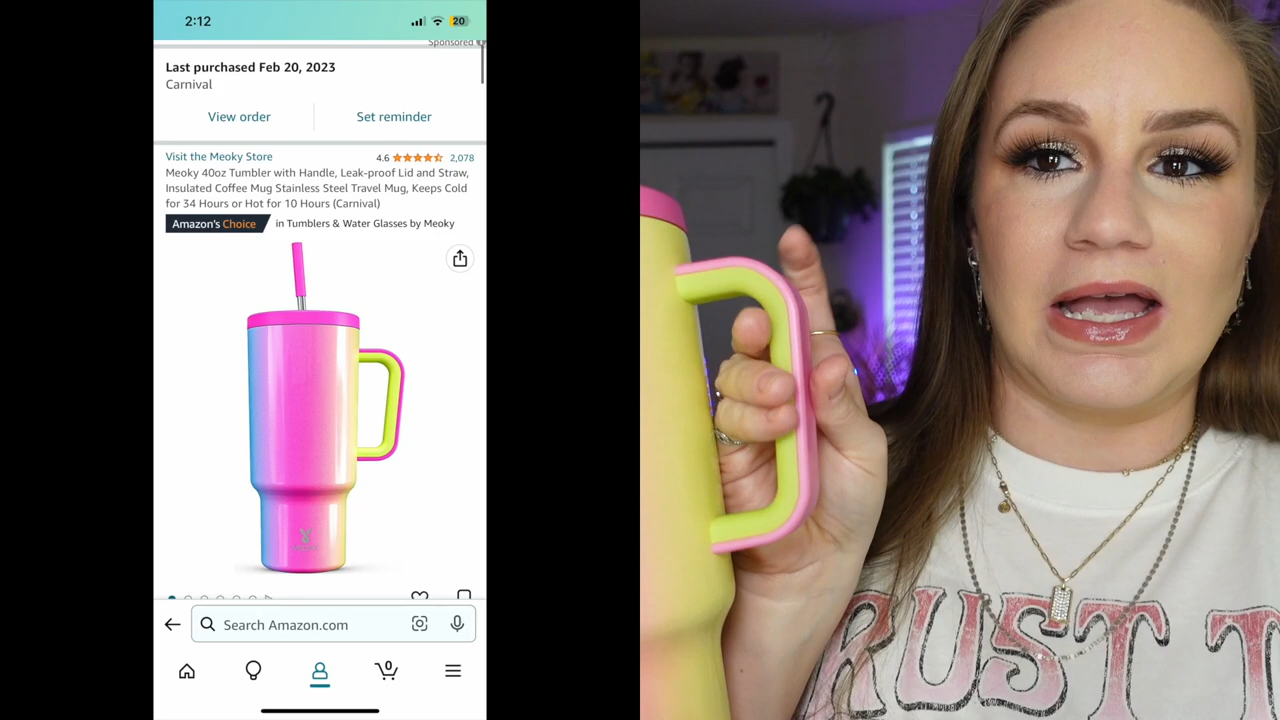 2:12
20
Sponsored
Last purchased Feb 20, 2023
Carnival
View order
Set reminder
Visit the Meoky Store
4.6
2,078
Meoky 40oz Tumbler with Handle, Leak-proof Lid and Straw,
Insulated Coffee Mug Stainless Steel Travel Mug, Keeps Cold
for 34 Hours or Hot for 10 Hours (Carnival)
Amazon's Choice
in Tumblers & Water Glasses by Meoky
Search Amazon.com
0
RUST T